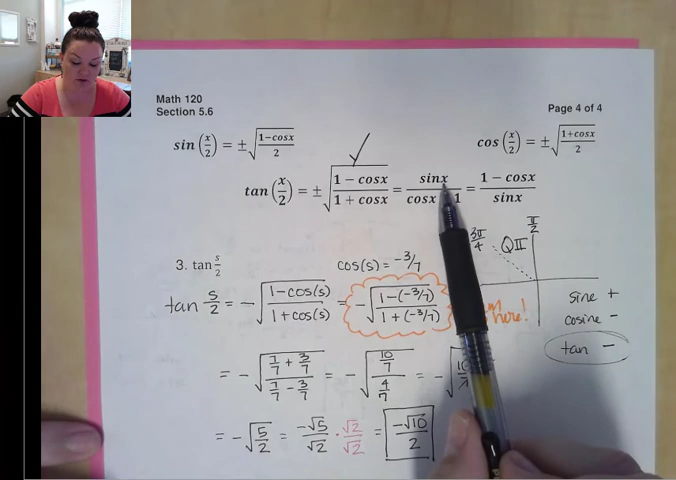 Math 120
Section 5.6
Page 4 of 4
sin (x/2) = ±√((1−cosx)/2)
cos (x/2) = ±√((1+cosx)/2)
tan (x/2) = ±√((1 − cosx)/(1 + cosx)) = sinx/(cosx 1) = (1 − cosx)/sinx
3π/4 QII π/2
3. tan s/2
cos(s) = −3/7
tan s/2 = −√((1−cos(s))/(1+cos(s))) = −√((1−(−3/7))/(1+(−3/7))) here!
sine +
cosine −
tan −
= −√((7/7 + 3/7)/(7/7 − 3/7)) = −√((10/7)/(4/7)) = −√
= −√(5/2) = −√5/√2 · √2/√2 = −√10/2